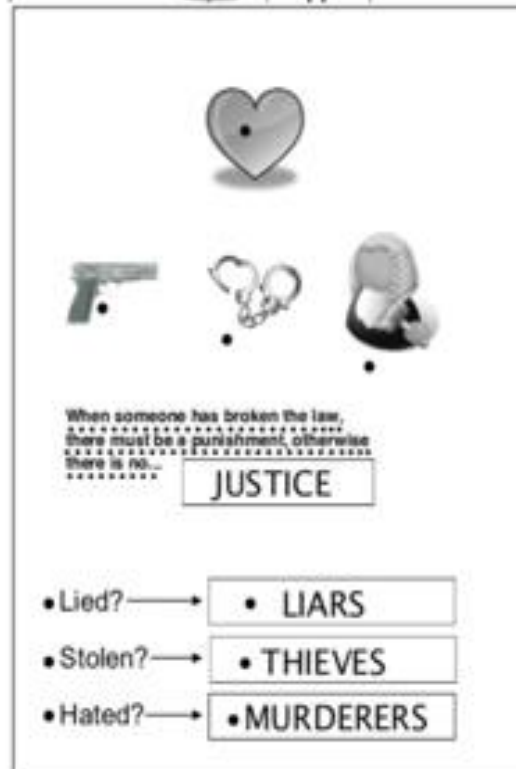 When someone has broken the law,
there must be a punishment, otherwise
there is no...
JUSTICE
Lied? LIARS
Stolen? THIEVES
Hated? MURDERERS